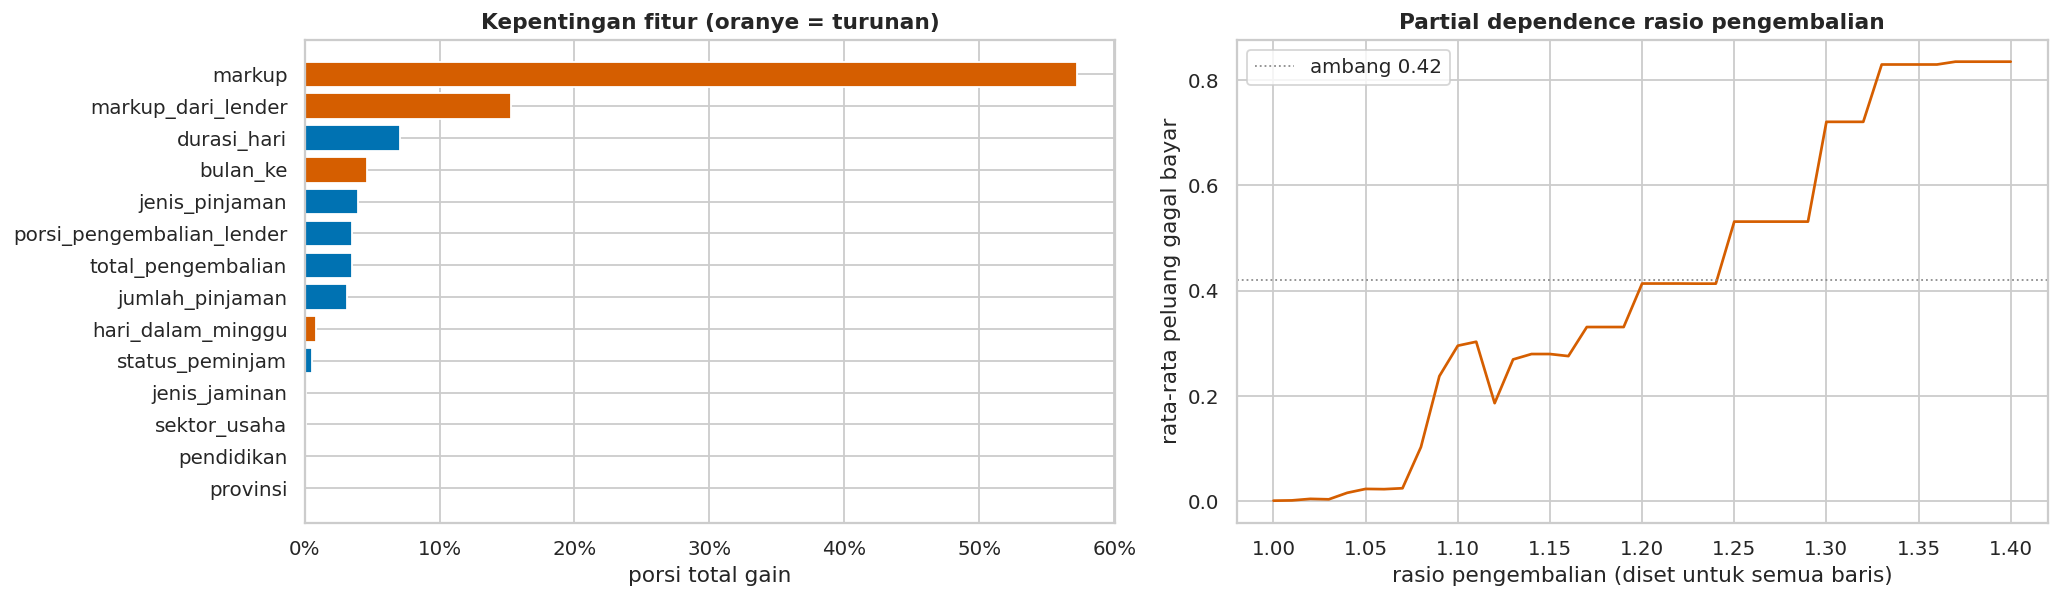 Kepentingan fitur (oranye = turunan)
markup
markup_dari_lender
durasi_hari
bulan_ke
jenis_pinjaman
porsi_pengembalian_lender
total_pengembalian
jumlah_pinjaman
hari_dalam_minggu
status_peminjam
jenis_jaminan
sektor_usaha
pendidikan
provinsi
0% 10% 20% 30% 40% 50% 60%
porsi total gain
Partial dependence rasio pengembalian
ambang 0.42
rata-rata peluang gagal bayar
0.8
0.6
0.4
0.2
0.0
1.00 1.05 1.10 1.15 1.20 1.25 1.30 1.35 1.40
rasio pengembalian (diset untuk semua baris)